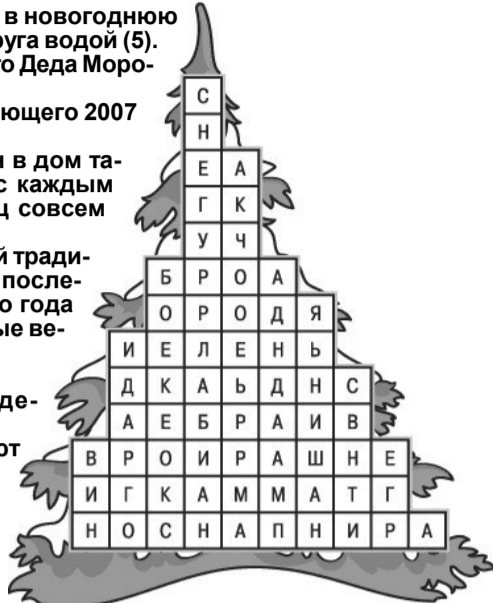 в новогоднюю
руга водой (5).
го Деда Моро-
ющего 2007
и в дом та-
с каждым
ц совсем
й тради-
после-
о года
ые ве-
де-
от
С
Н
Е А
Г К
У Ч
Б Р О А
О Р О Д Я
И Е Л Е Н Ь
Д К А Ь Д Н С
А Е Б Р А И В
В Р О И Р А Ш Н Е
И Г К А М М А Т Г
Н О С Н А П Н И Р А